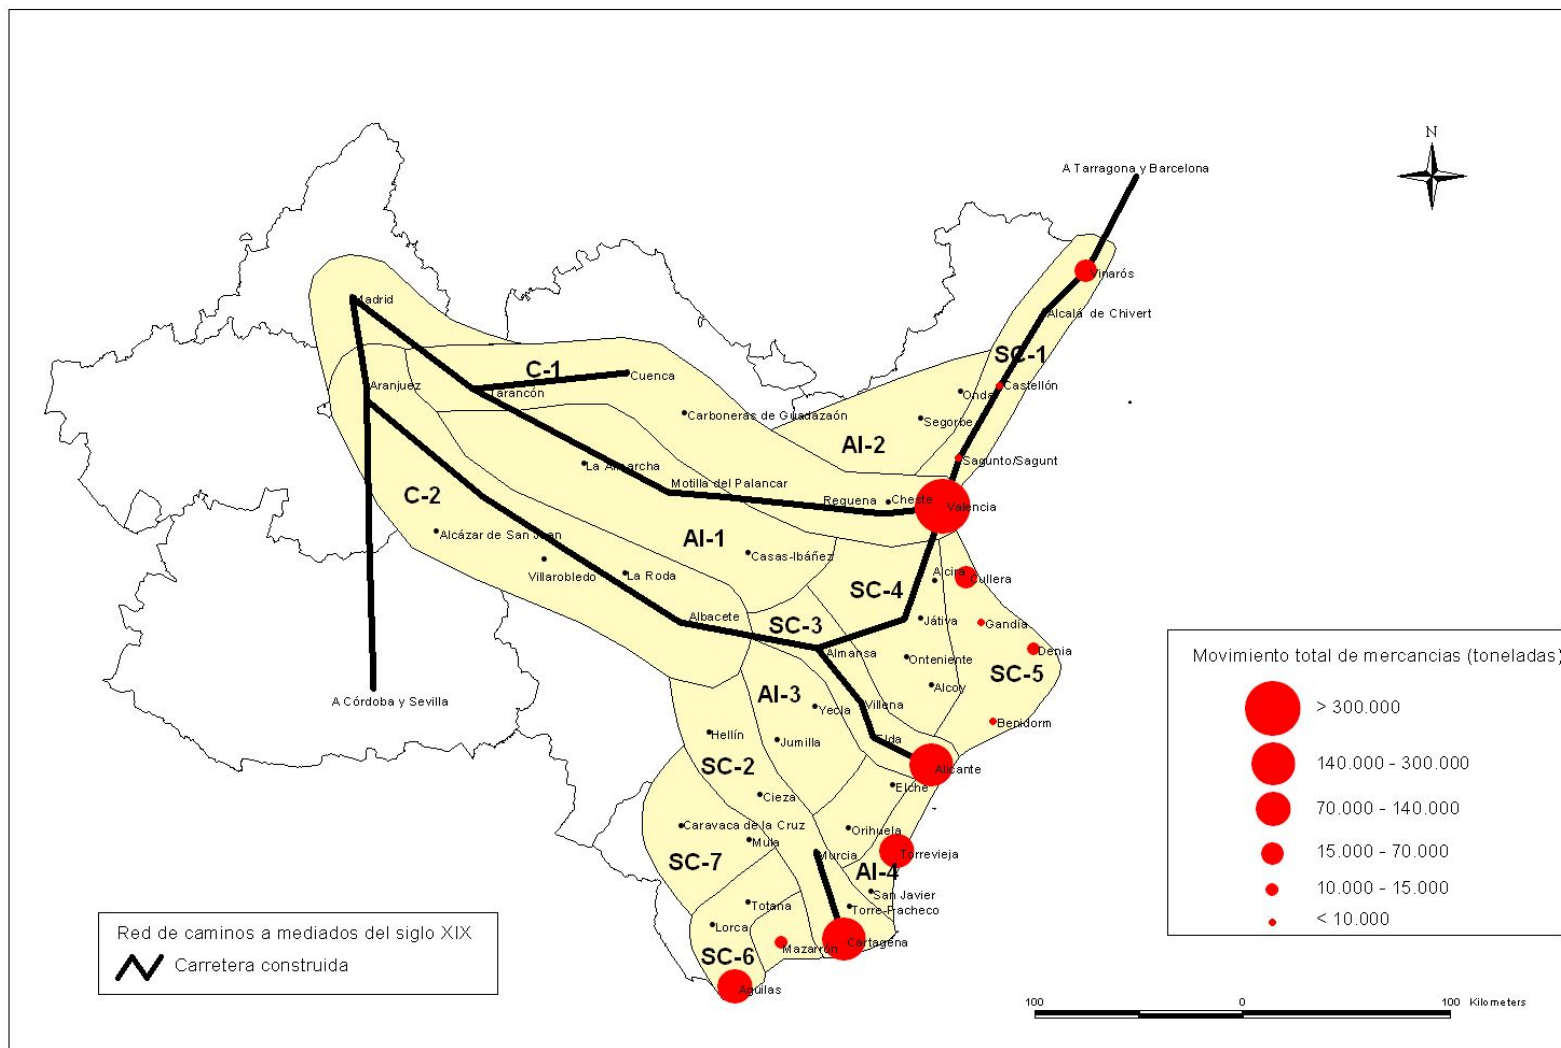 N
A Tarragona y Barcelona
Vinarós
Madrid
Alcalá de Chivert
SC-1
C-1
Cuenca
Aranjuez
Tarancón
Castellón
Onda
Carboneras de Guadazaón
Segorbe
AI-2
La Almarcha
Sagunto/Sagunt
Motilla del Palancar
C-2
Requena
Cheste
Valencia
Alcázar de San Juan
AI-1
Casas-Ibáñez
Villarobledo
La Roda
Alcira
Cullera
SC-4
Albacete
SC-3
Játiva
Gandía
Almansa
Onteniente
Denia
SC-5
Alcoy
A Córdoba y Sevilla
AI-3
Yecla
Villena
Benidorm
Hellín
Jumilla
Elda
SC-2
Alicante
Elche
Cieza
Caravaca de la Cruz
Orihuela
Mula
Murcia
Torrevieja
SC-7
AI-4
San Javier
Totana
Torre-Pacheco
Lorca
Mazarrón
Cartagena
SC-6
Aguilas
Movimiento total de mercancias (toneladas)
> 300.000
140.000 - 300.000
70.000 - 140.000
15.000 - 70.000
10.000 - 15.000
< 10.000
Red de caminos a mediados del siglo XIX
Carretera construida
100 0 100 Kilometers